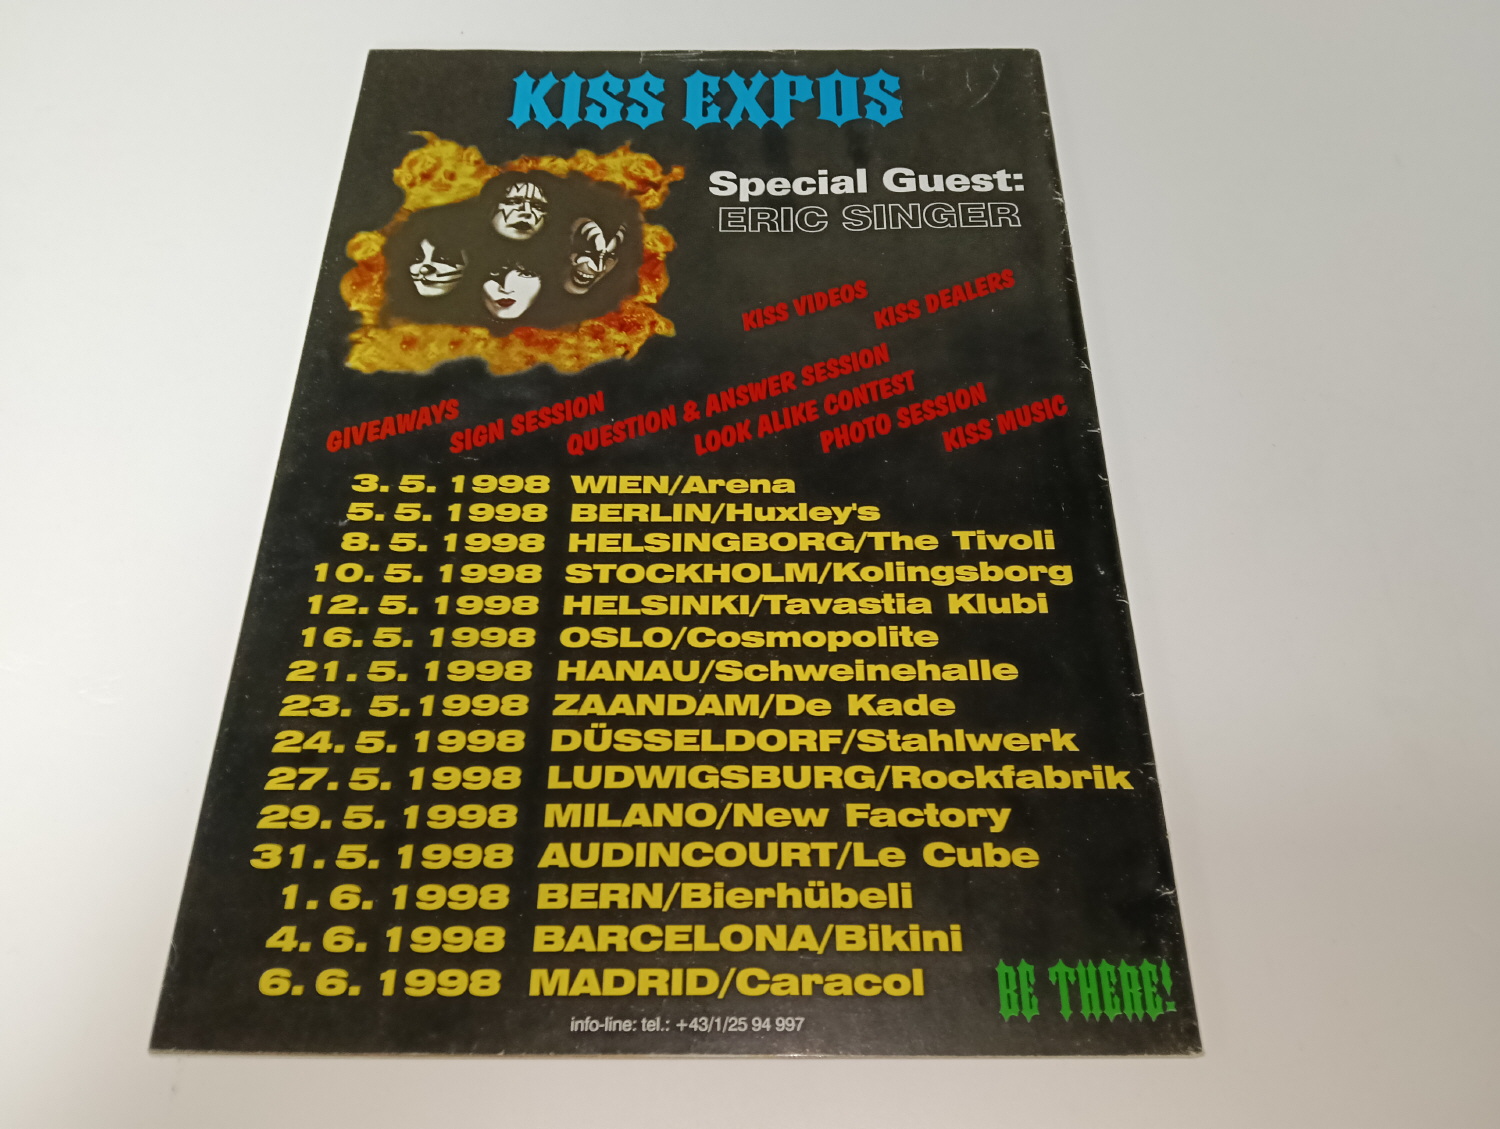 KISS EXPOS
Special Guest:
ERIC SINGER
KISS VIDEOS
KISS DEALERS
GIVEAWAYS
SIGN SESSION
QUESTION & ANSWER SESSION
LOOK ALIKE CONTEST
PHOTO SESSION
KISS MUSIC
3. 5. 1998 WIEN/Arena
5. 5. 1998 BERLIN/Huxley's
8. 5. 1998 HELSINGBORG/The Tivoli
10. 5. 1998 STOCKHOLM/Kolingsborg
12. 5. 1998 HELSINKI/Tavastia Klubi
16. 5. 1998 OSLO/Cosmopolite
21. 5. 1998 HANAU/Schweinehalle
23. 5. 1998 ZAANDAM/De Kade
24. 5. 1998 DÜSSELDORF/Stahlwerk
27. 5. 1998 LUDWIGSBURG/Rockfabrik
29. 5. 1998 MILANO/New Factory
31. 5. 1998 AUDINCOURT/Le Cube
1. 6. 1998 BERN/Bierhübeli
4. 6. 1998 BARCELONA/Bikini
6. 6. 1998 MADRID/Caracol
BE THERE!
info-line: tel.: +43/1/25 94 997